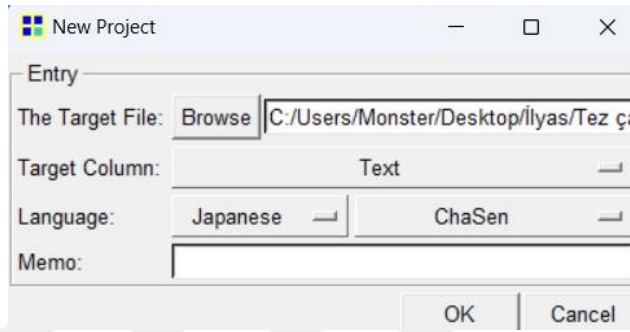 New Project
Entry
The Target File: Browse C:/Users/Monster/Desktop/İlyas/Tez ça
Target Column: Text
Language: Japanese ChaSen
Memo:
OK Cancel